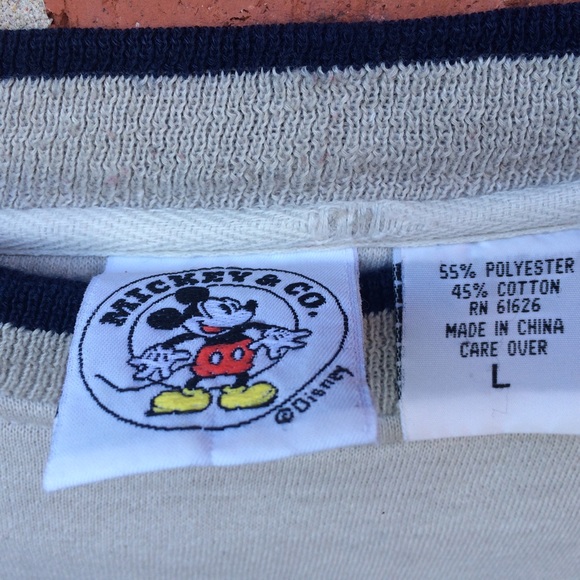 MICKEY & CO.
© Disney
55% POLYESTER
45% COTTON
RN 61626
MADE IN CHINA
CARE OVER
L